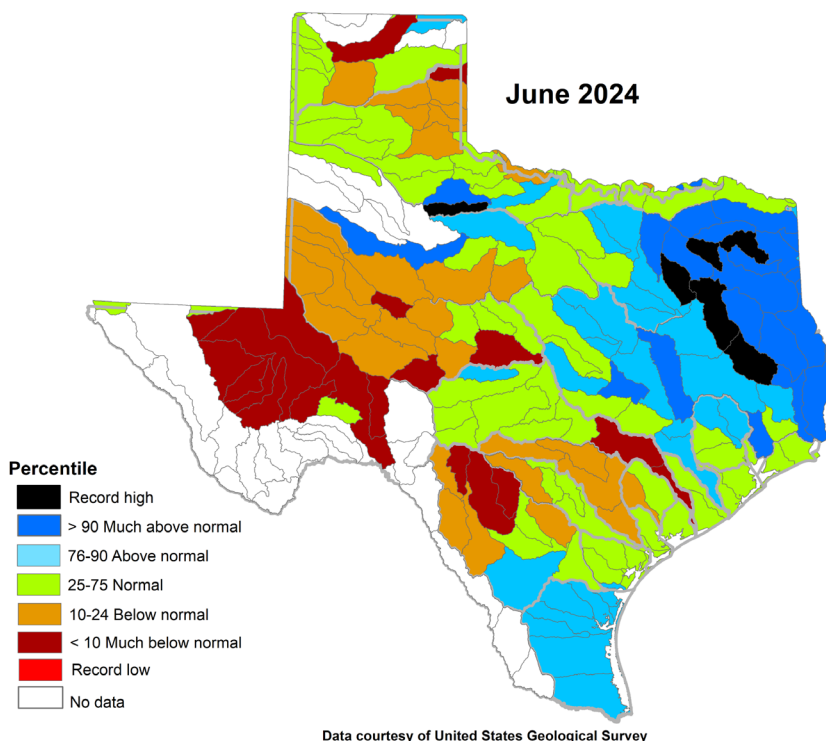 June 2024
Percentile
Record high
> 90 Much above normal
76-90 Above normal
25-75 Normal
10-24 Below normal
< 10 Much below normal
Record low
No data
Data courtesy of United States Geological Survey